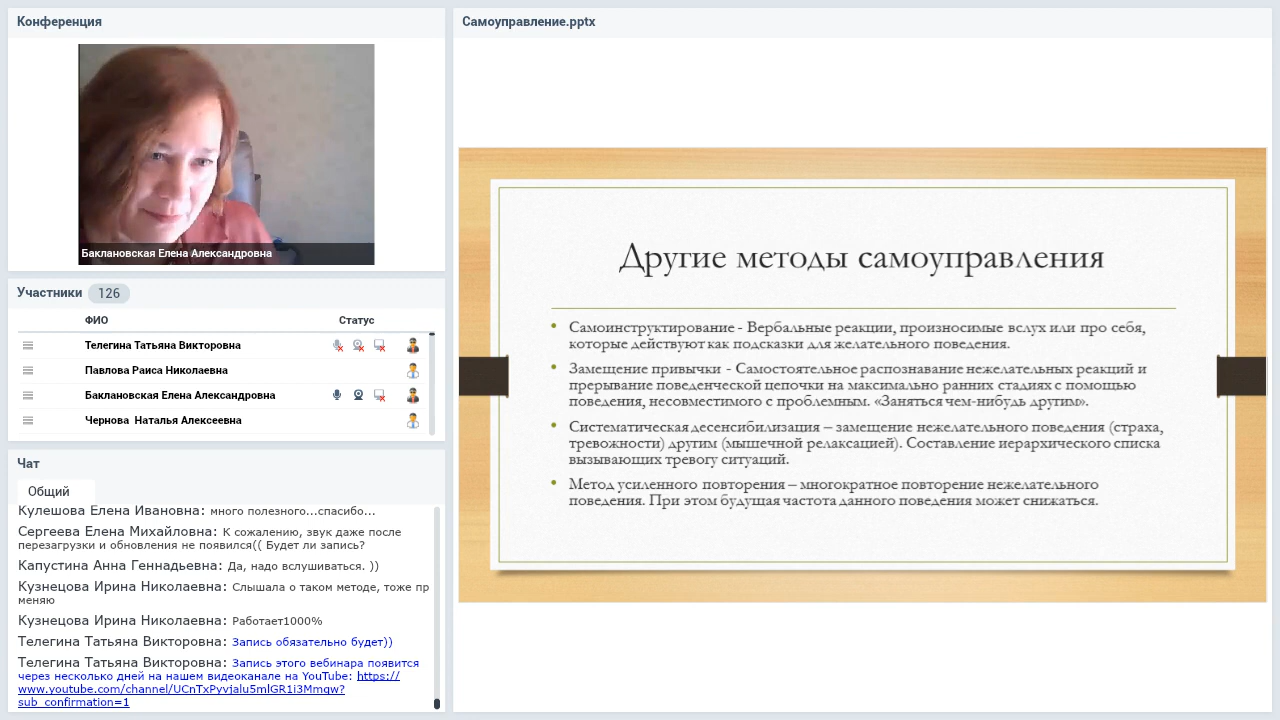 Конференция
Баклановская Елена Александровна
Участники 126
ФИО Статус
Телегина Татьяна Викторовна
Павлова Раиса Николаевна
Баклановская Елена Александровна
Чернова Наталья Алексеевна
Чат
Общий
Кулешова Елена Ивановна: много полезного...спасибо...
Сергеева Елена Михайловна: К сожалению, звук даже после
перезагрузки и обновления не появился(( Будет ли запись?
Капустина Анна Геннадьевна: Да, надо вслушиваться. ))
Кузнецова Ирина Николаевна: Слышала о таком методе, тоже пр
меняю
Кузнецова Ирина Николаевна: Работает1000%
Телегина Татьяна Викторовна: Запись обязательно будет))
Телегина Татьяна Викторовна: Запись этого вебинара появится
через несколько дней на нашем видеоканале на YouTube: https://
www.youtube.com/channel/UCnTxPyvjalu5mlGR1i3Mmqw?
sub_confirmation=1
Самоуправление.pptx
Другие методы самоуправления
• Самоинструктирование - Вербальные реакции, произносимые вслух или про себя,
которые действуют как подсказки для желательного поведения.
• Замещение привычки - Самостоятельное распознавание нежелательных реакций и
прерывание поведенческой цепочки на максимально ранних стадиях с помощью
поведения, несовместимого с проблемным. «Заняться чем-нибудь другим».
• Систематическая десенсибилизация – замещение нежелательного поведения (страха,
тревожности) другим (мышечной релаксацией). Составление иерархического списка
вызывающих тревогу ситуаций.
• Метод усиленного повторения – многократное повторение нежелательного
поведения. При этом будущая частота данного поведения может снижаться.